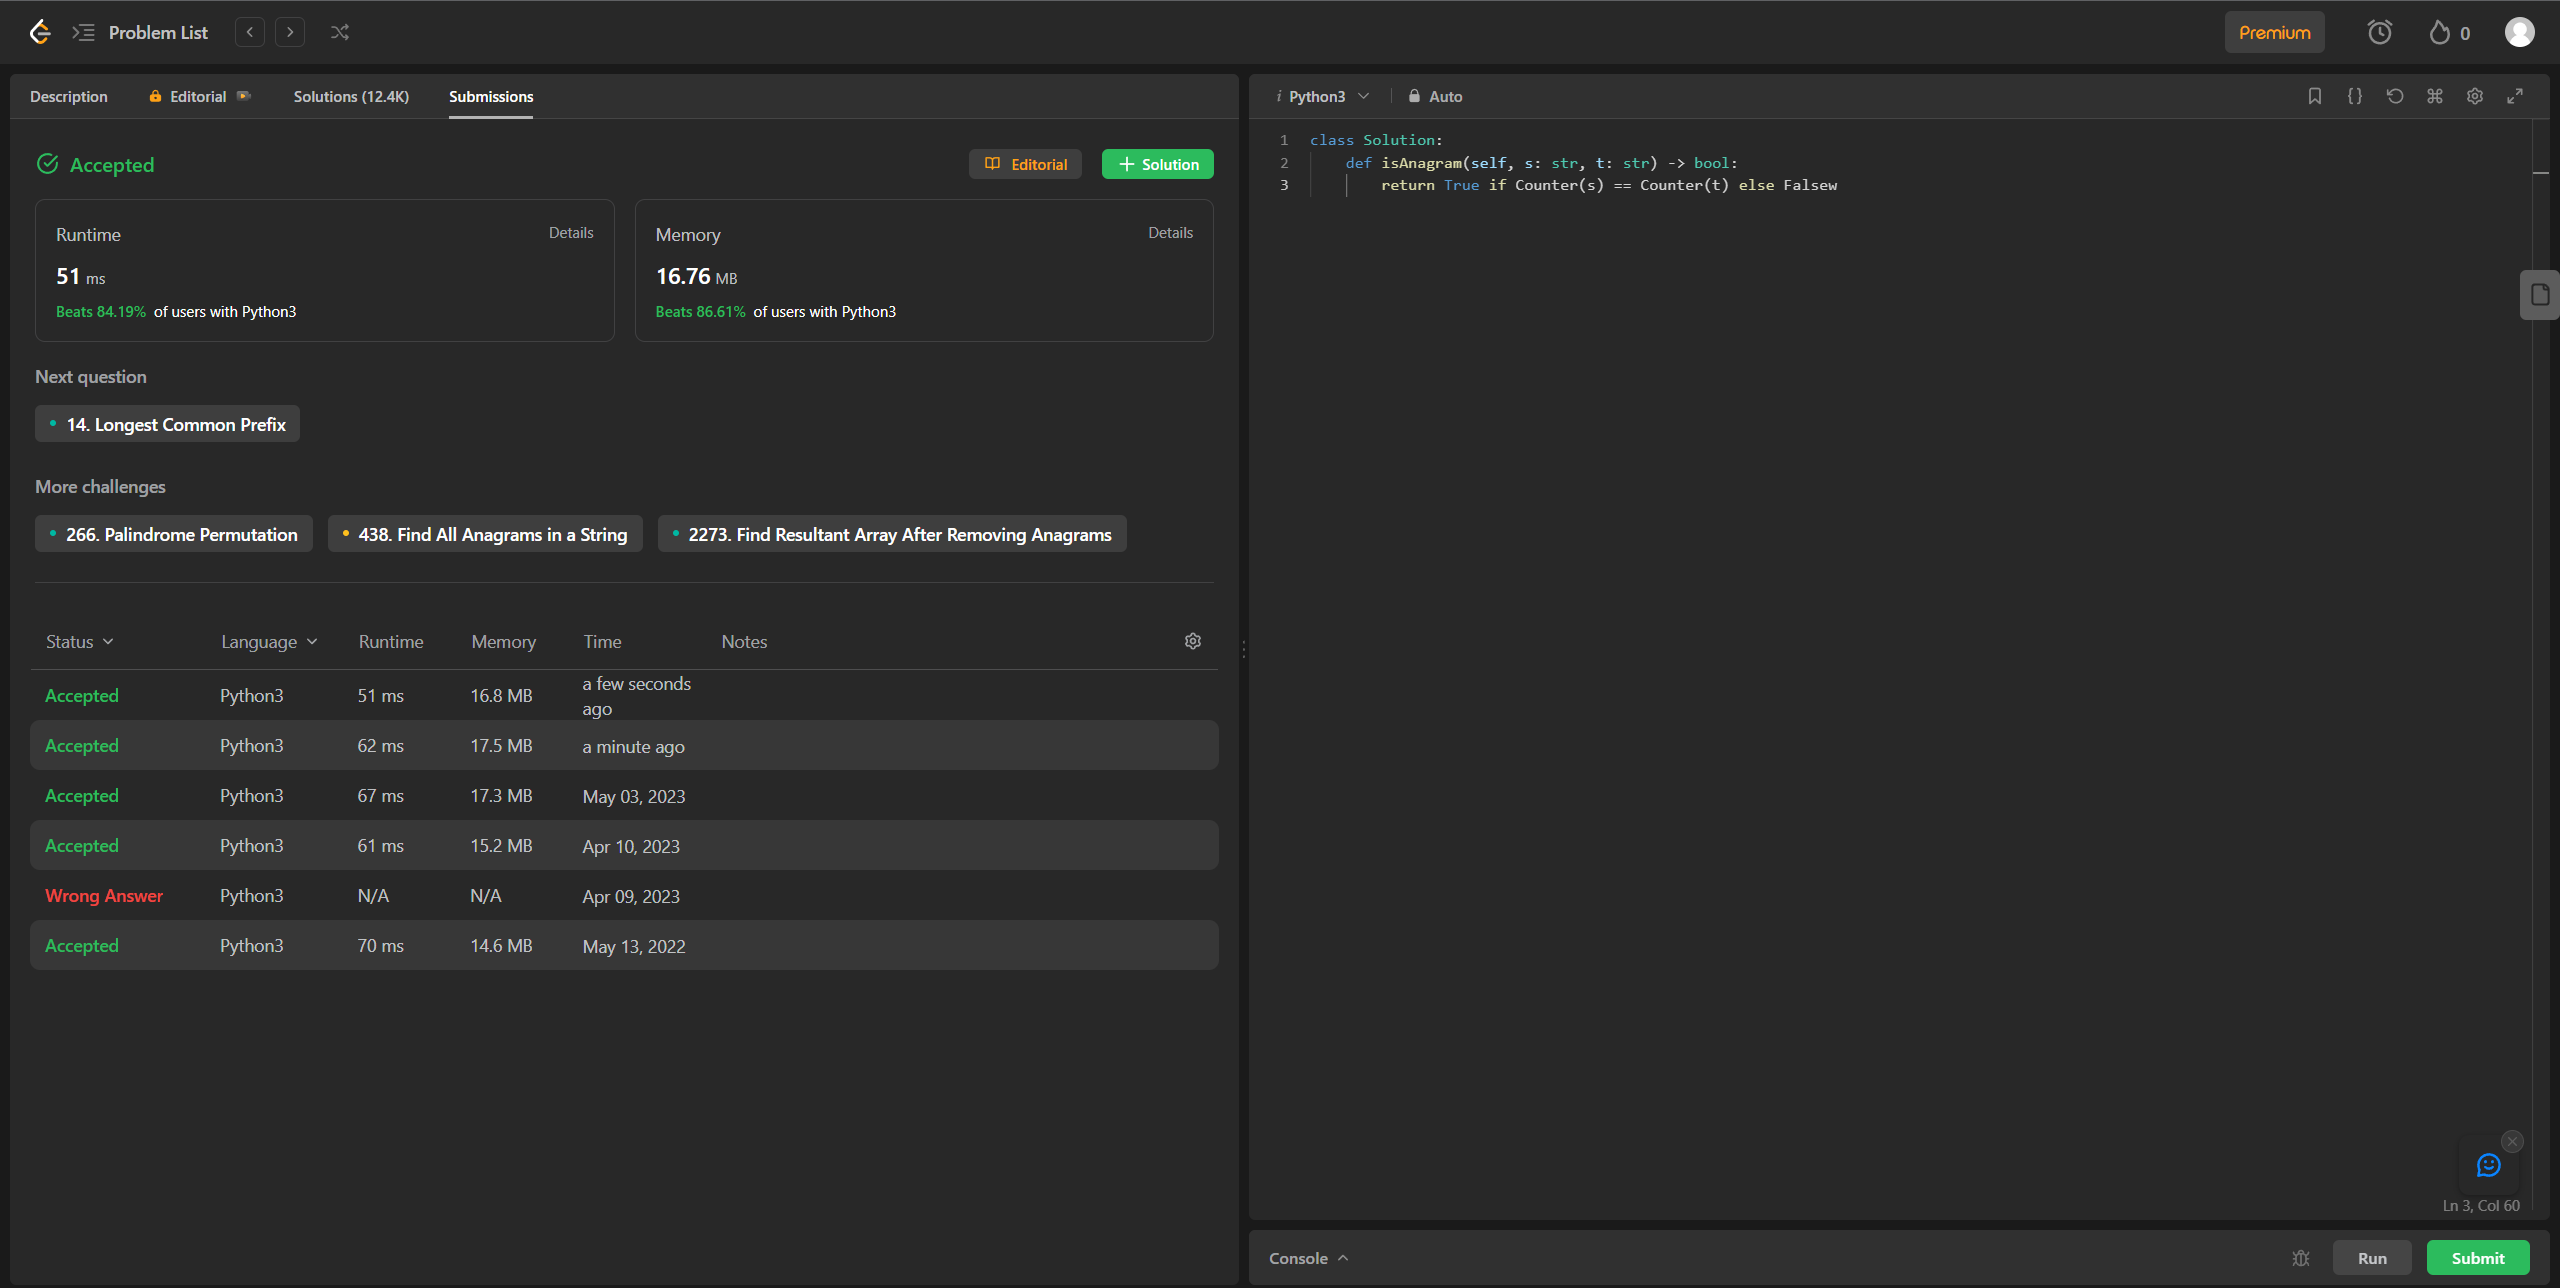 Problem List
Premium
0
Description Editorial Solutions (12.4K) Submissions
Accepted
Editorial
Solution
Runtime Details
51 ms
Beats 84.19% of users with Python3
Memory Details
16.76 MB
Beats 86.61% of users with Python3
Next question
14. Longest Common Prefix
More challenges
266. Palindrome Permutation 438. Find All Anagrams in a String 2273. Find Resultant Array After Removing Anagrams
Status Language Runtime Memory Time Notes
Accepted Python3 51 ms 16.8 MB a few seconds ago
Accepted Python3 62 ms 17.5 MB a minute ago
Accepted Python3 67 ms 17.3 MB May 03, 2023
Accepted Python3 61 ms 15.2 MB Apr 10, 2023
Wrong Answer Python3 N/A N/A Apr 09, 2023
Accepted Python3 70 ms 14.6 MB May 13, 2022
i Python3 Auto
1 class Solution:
2 def isAnagram(self, s: str, t: str) -> bool:
3 return True if Counter(s) == Counter(t) else Falsew
Ln 3, Col 60
Console
Run
Submit